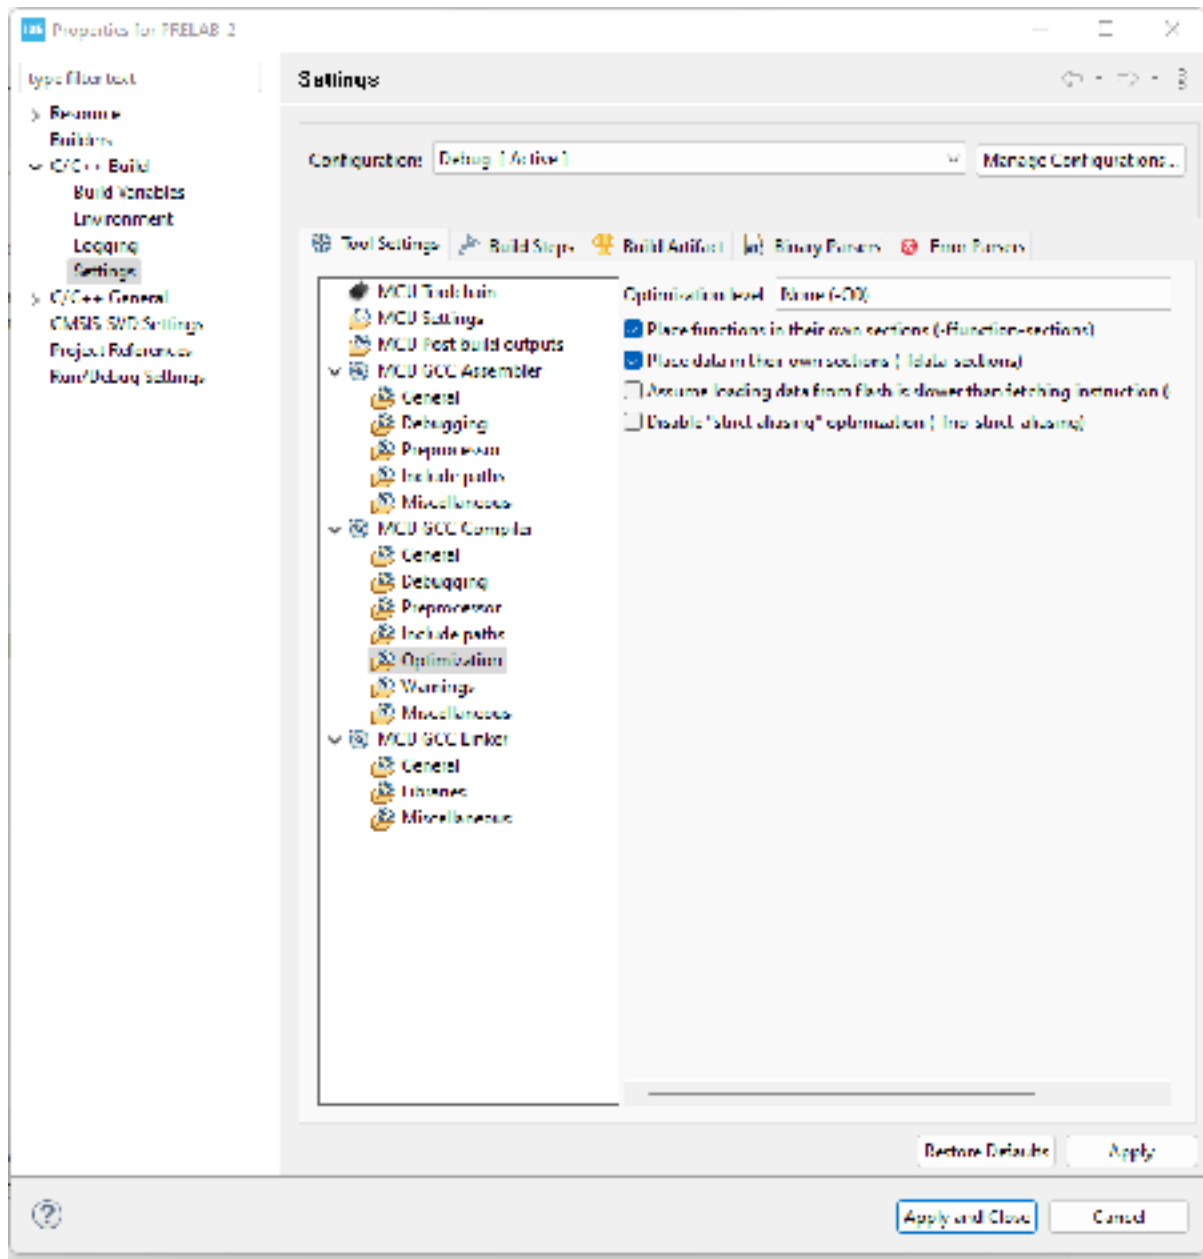 IDE Properties for PRELAB_2
type filter text
Settings
Resource
Builders
C/C++ Build
Build Variables
Environment
Logging
Settings
C/C++ General
CMSIS-SVD Settings
Project References
Run/Debug Settings
Configuration: Debug [ Active ]
Manage Configurations...
Tool Settings
Build Steps
Build Artifact
Binary Parsers
Error Parsers
MCU Toolchain
MCU Settings
MCU Post build outputs
MCU GCC Assembler
General
Debugging
Preprocessor
Include paths
Miscellaneous
MCU GCC Compiler
General
Debugging
Preprocessor
Include paths
Optimization
Warnings
Miscellaneous
MCU GCC Linker
General
Libraries
Miscellaneous
Optimization level None (-O0)
Place functions in their own sections (-ffunction-sections)
Place data in their own sections (-fdata-sections)
Assume loading data from flash is slower than fetching instruction (-
Disable "strict aliasing" optimization (-fno-strict-aliasing)
Restore Defaults
Apply
Apply and Close
Cancel